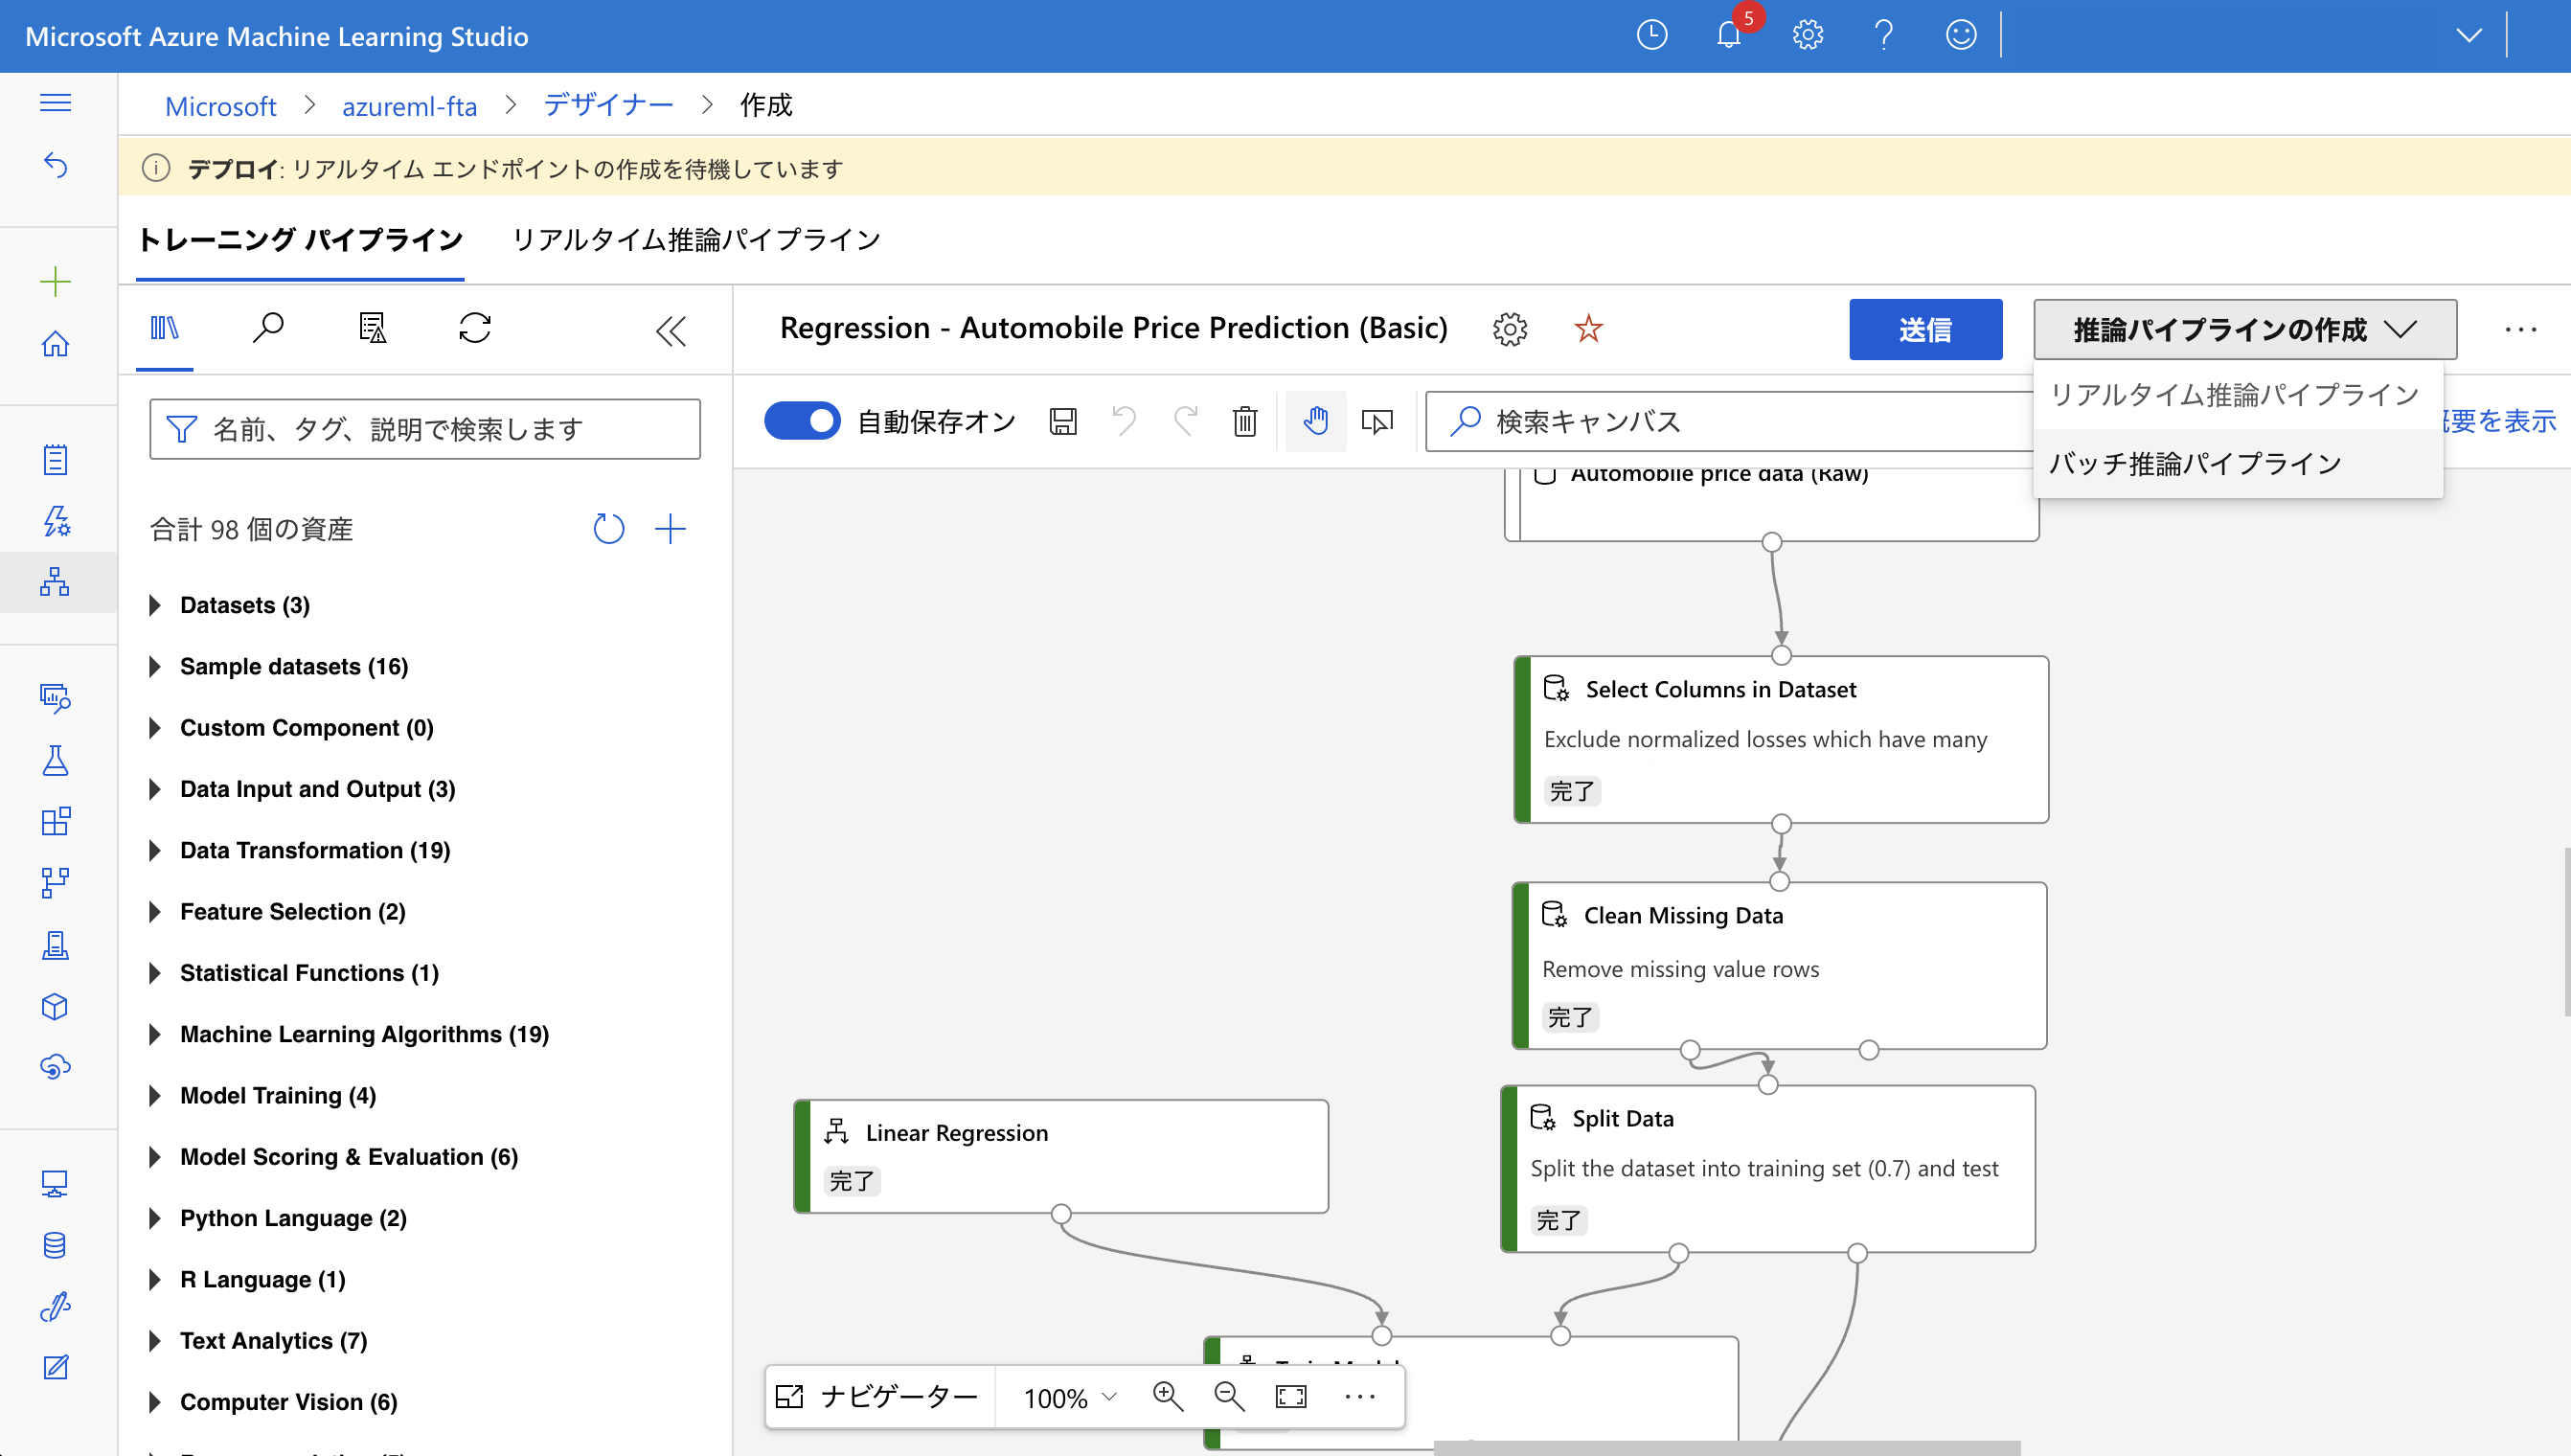 Microsoft Azure Machine Learning Studio
5
Microsoft > azureml-fta > デザイナー > 作成
デプロイ: リアルタイム エンドポイントの作成を待機しています
トレーニング パイプライン
リアルタイム推論パイプライン
Regression - Automobile Price Prediction (Basic)
送信
推論パイプラインの作成
リアルタイム推論パイプライン
バッチ推論パイプライン
自動保存オン
検索キャンバス
要を表示
名前、タグ、説明で検索します
合計 98 個の資産
Datasets (3)
Sample datasets (16)
Custom Component (0)
Data Input and Output (3)
Data Transformation (19)
Feature Selection (2)
Statistical Functions (1)
Machine Learning Algorithms (19)
Model Training (4)
Model Scoring & Evaluation (6)
Python Language (2)
R Language (1)
Text Analytics (7)
Computer Vision (6)
Automobile price data (Raw)
Select Columns in Dataset
Exclude normalized losses which have many
完了
Clean Missing Data
Remove missing value rows
完了
Linear Regression
完了
Split Data
Split the dataset into training set (0.7) and test
完了
ナビゲーター
100%